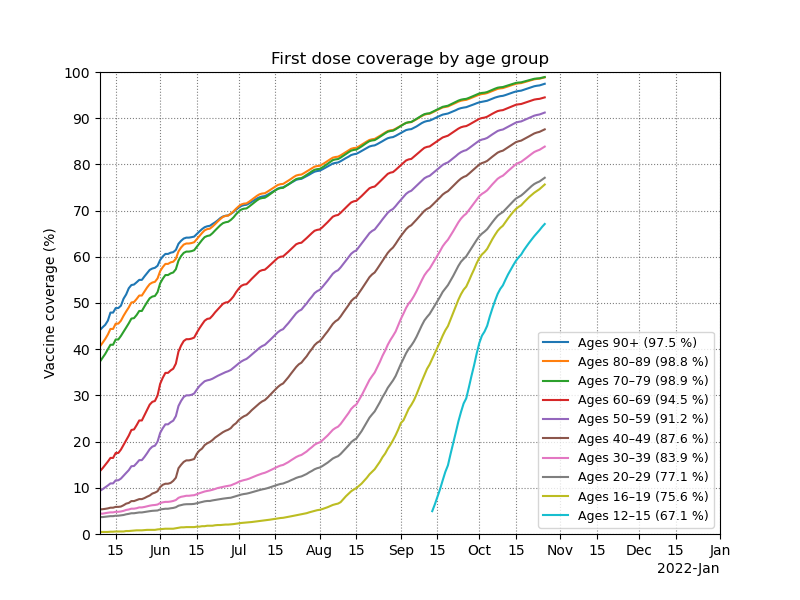 First dose coverage by age group
Vaccine coverage (%)
100
90
80
70
60
50
40
30
20
10
0
15 Jun 15 Jul 15 Aug 15 Sep 15 Oct 15 Nov 15 Dec 15 Jan
2022-Jan
Ages 90+ (97.5 %)
Ages 80–89 (98.8 %)
Ages 70–79 (98.9 %)
Ages 60–69 (94.5 %)
Ages 50–59 (91.2 %)
Ages 40–49 (87.6 %)
Ages 30–39 (83.9 %)
Ages 20–29 (77.1 %)
Ages 16–19 (75.6 %)
Ages 12–15 (67.1 %)